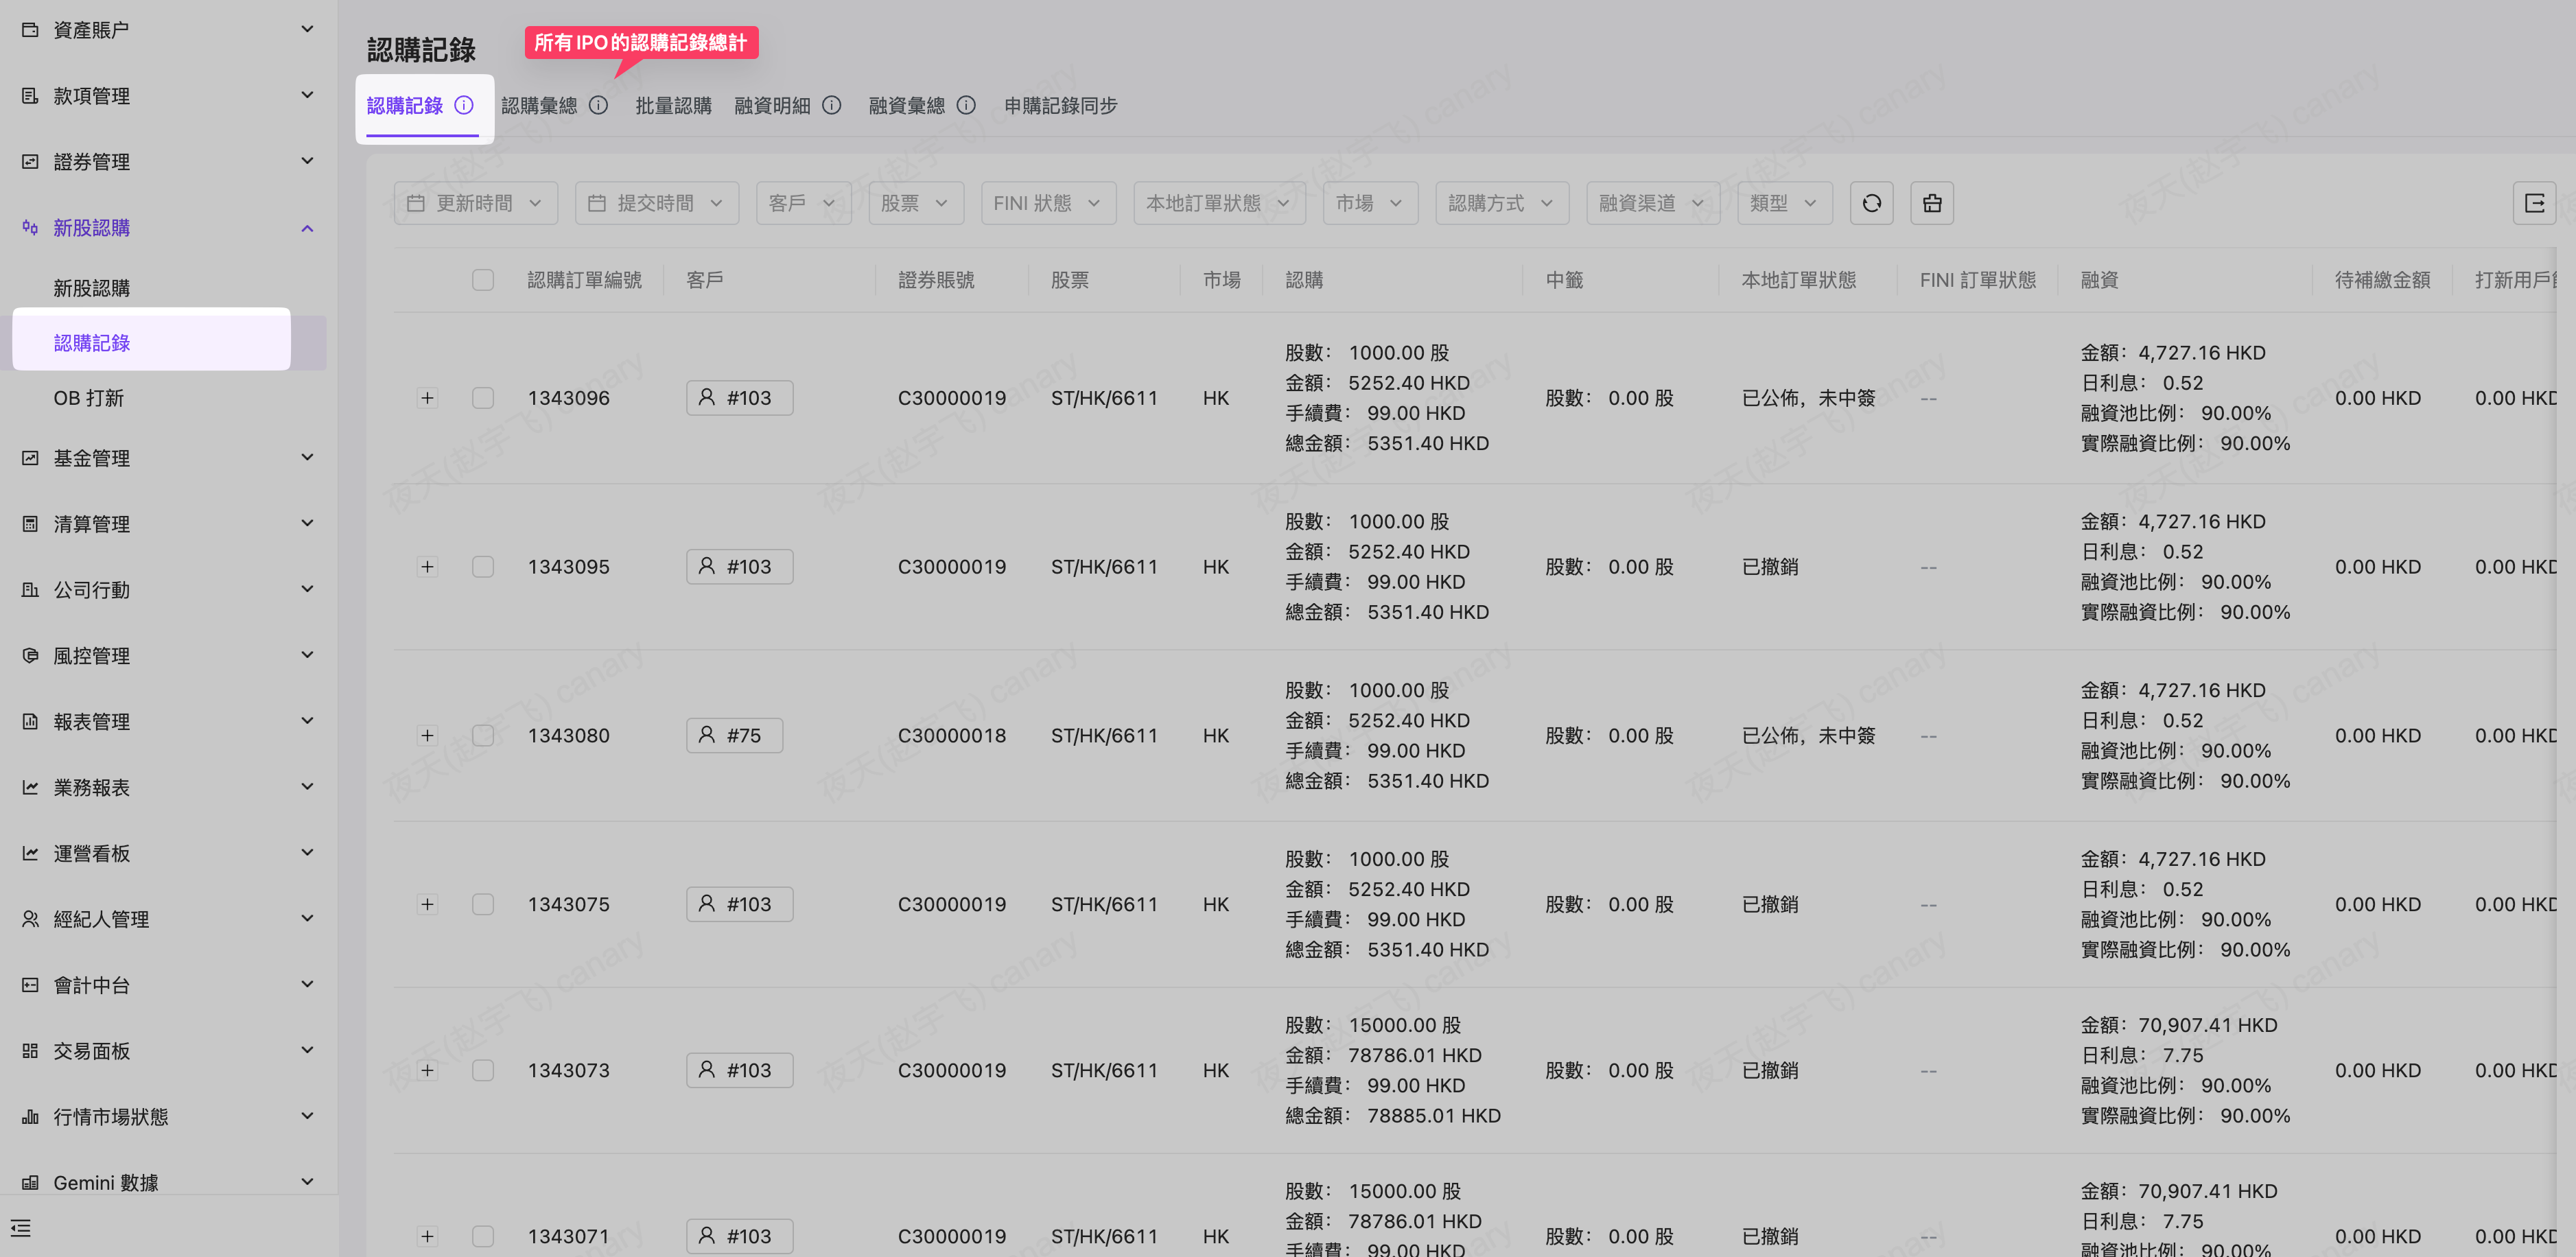 資產賬户
款項管理
證券管理
新股認購
新股認購
認購記錄
OB 打新
基金管理
清算管理
公司行動
風控管理
報表管理
業務報表
運營看板
經紀人管理
會計中台
交易面板
行情市場狀態
Gemini 數據
認購記錄
所有IPO的認購記錄總計
認購記錄 認購彙總 批量認購 融資明細 融資彙總 申購記錄同步
更新時間 提交時間 客戶 股票 FINI 狀態 本地訂單狀態 市場 認購方式 融資渠道 類型
認購訂單編號 客戶 證券賬號 股票 市場 認購 中籤 本地訂單狀態 FINI 訂單狀態 融資 待補繳金額 打新用戶
股數： 1000.00 股 金額：4,727.16 HKD
金額： 5252.40 HKD 日利息： 0.52
1343096 #103 C30000019 ST/HK/6611 HK 股數： 0.00 股 已公佈，未中簽 -- 0.00 HKD 0.00 HKD
手續費： 99.00 HKD 融資池比例： 90.00%
總金額： 5351.40 HKD 實際融資比例： 90.00%
股數： 1000.00 股 金額：4,727.16 HKD
金額： 5252.40 HKD 日利息： 0.52
1343095 #103 C30000019 ST/HK/6611 HK 股數： 0.00 股 已撤銷 -- 0.00 HKD 0.00 HKD
手續費： 99.00 HKD 融資池比例： 90.00%
總金額： 5351.40 HKD 實際融資比例： 90.00%
股數： 1000.00 股 金額：4,727.16 HKD
金額： 5252.40 HKD 日利息： 0.52
1343080 #75 C30000018 ST/HK/6611 HK 股數： 0.00 股 已公佈，未中簽 -- 0.00 HKD 0.00 HKD
手續費： 99.00 HKD 融資池比例： 90.00%
總金額： 5351.40 HKD 實際融資比例： 90.00%
股數： 1000.00 股 金額：4,727.16 HKD
金額： 5252.40 HKD 日利息： 0.52
1343075 #103 C30000019 ST/HK/6611 HK 股數： 0.00 股 已撤銷 -- 0.00 HKD 0.00 HKD
手續費： 99.00 HKD 融資池比例： 90.00%
總金額： 5351.40 HKD 實際融資比例： 90.00%
股數： 15000.00 股 金額：70,907.41 HKD
金額： 78786.01 HKD 日利息： 7.75
1343073 #103 C30000019 ST/HK/6611 HK 股數： 0.00 股 已撤銷 -- 0.00 HKD 0.00 HKD
手續費： 99.00 HKD 融資池比例： 90.00%
總金額： 78885.01 HKD 實際融資比例： 90.00%
股數： 15000.00 股 金額：70,907.41 HKD
金額： 78786.01 HKD 日利息： 7.75
1343071 #103 C30000019 ST/HK/6611 HK 股數： 0.00 股 已撤銷 -- 0.00 HKD 0.00 HKD
手續費： 99.00 HKD 融資池比例： 90.00%
夜天(赵宇飞) canary